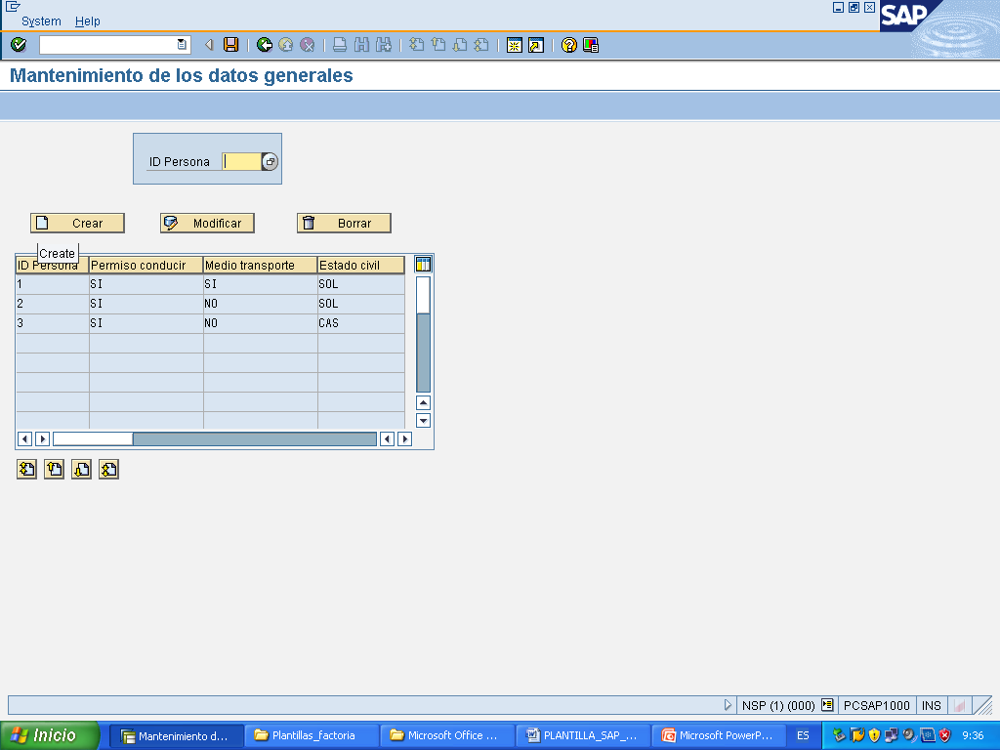 System Help
SAP
Mantenimiento de los datos generales
ID Persona
Crear Modificar Borrar
Create
ID Persona Permiso conducir Medio transporte Estado civil
1 SI SI SOL
2 SI NO SOL
3 SI NO CAS
NSP (1) (000) PCSAP1000 INS
Inicio Mantenimiento d... Plantillas_factoria Microsoft Office ... PLANTILLA_SAP_... Microsoft PowerP... ES 9:36